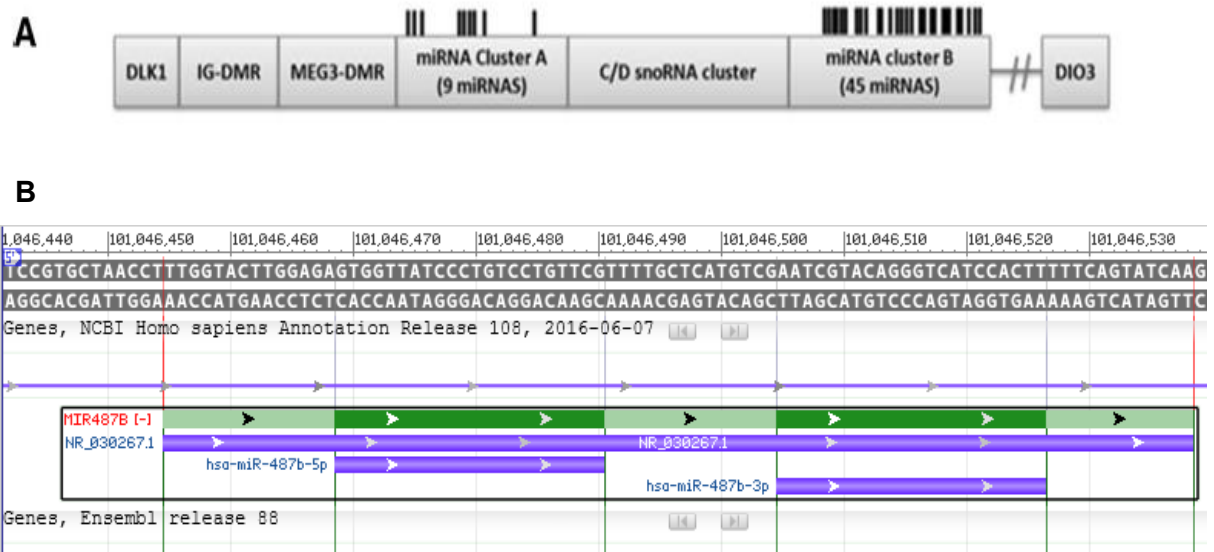 A
DLK1 IG-DMR MEG3-DMR miRNA Cluster A (9 miRNAS) C/D snoRNA cluster miRNA cluster B (45 miRNAS) DIO3
B
1,046,440 101,046,450 101,046,460 101,046,470 101,046,480 101,046,490 101,046,500 101,046,510 101,046,520 101,046,530
5'
TCCGTGCTAACCTTTGGTACTTGGAGAGTGGTTATCCCTGTCCTGTTCGTTTTGCTCATGTCGAATCGTACAGGGTCATCCACTTTTTCAGTATCAAG
AGGCACGATTGGAAACCATGAACCTCTCACCAATAGGGACAGGACAAGCAAAACGAGTACAGCTTAGCATGTCCCAGTAGGTGAAAAAGTCATAGTTC
Genes, NCBI Homo sapiens Annotation Release 108, 2016-06-07
MIR487B [-]
NR_030267.1 NR_030267.1
hsa-miR-487b-5p
hsa-miR-487b-3p
Genes, Ensembl release 88